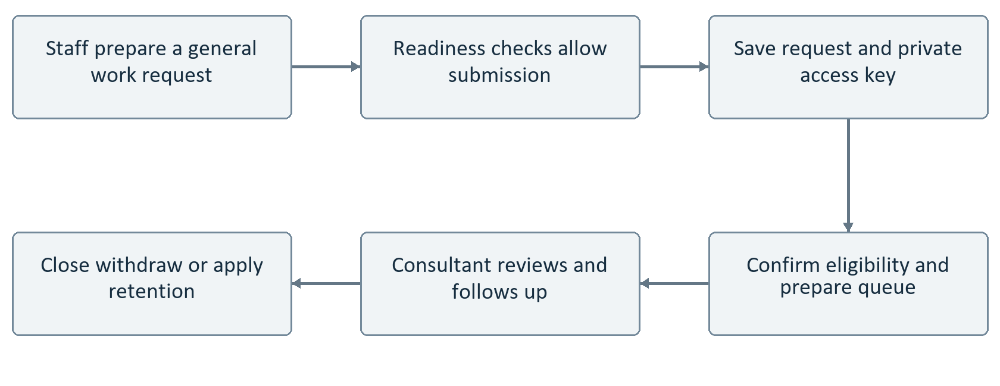 Staff prepare a general
work request
Readiness checks allow
submission
Save request and private
access key
Confirm eligibility and
prepare queue
Consultant reviews and
follows up
Close withdraw or apply
retention